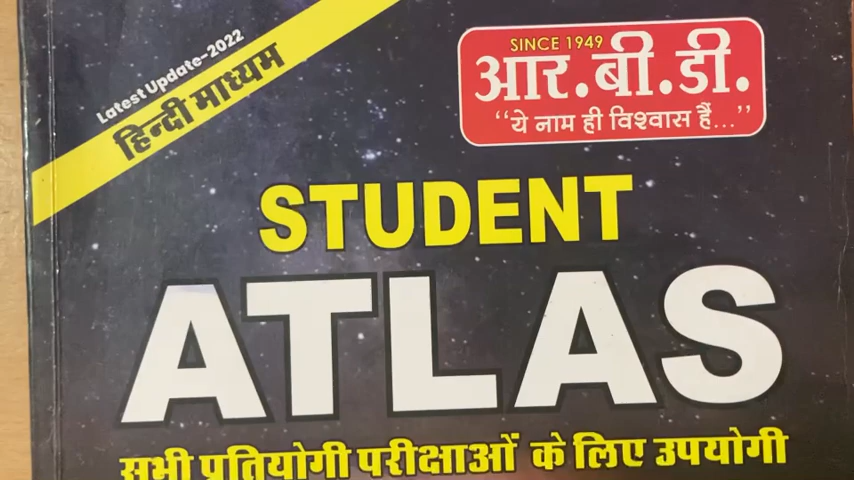 Latest Update-2022
हिन्दी माध्यम
SINCE 1949
आर.बी.डी.
“ये नाम ही विश्वास हैं...”
STUDENT
ATLAS
सभी प्रतियोगी परीक्षाओं के लिए उपयोगी